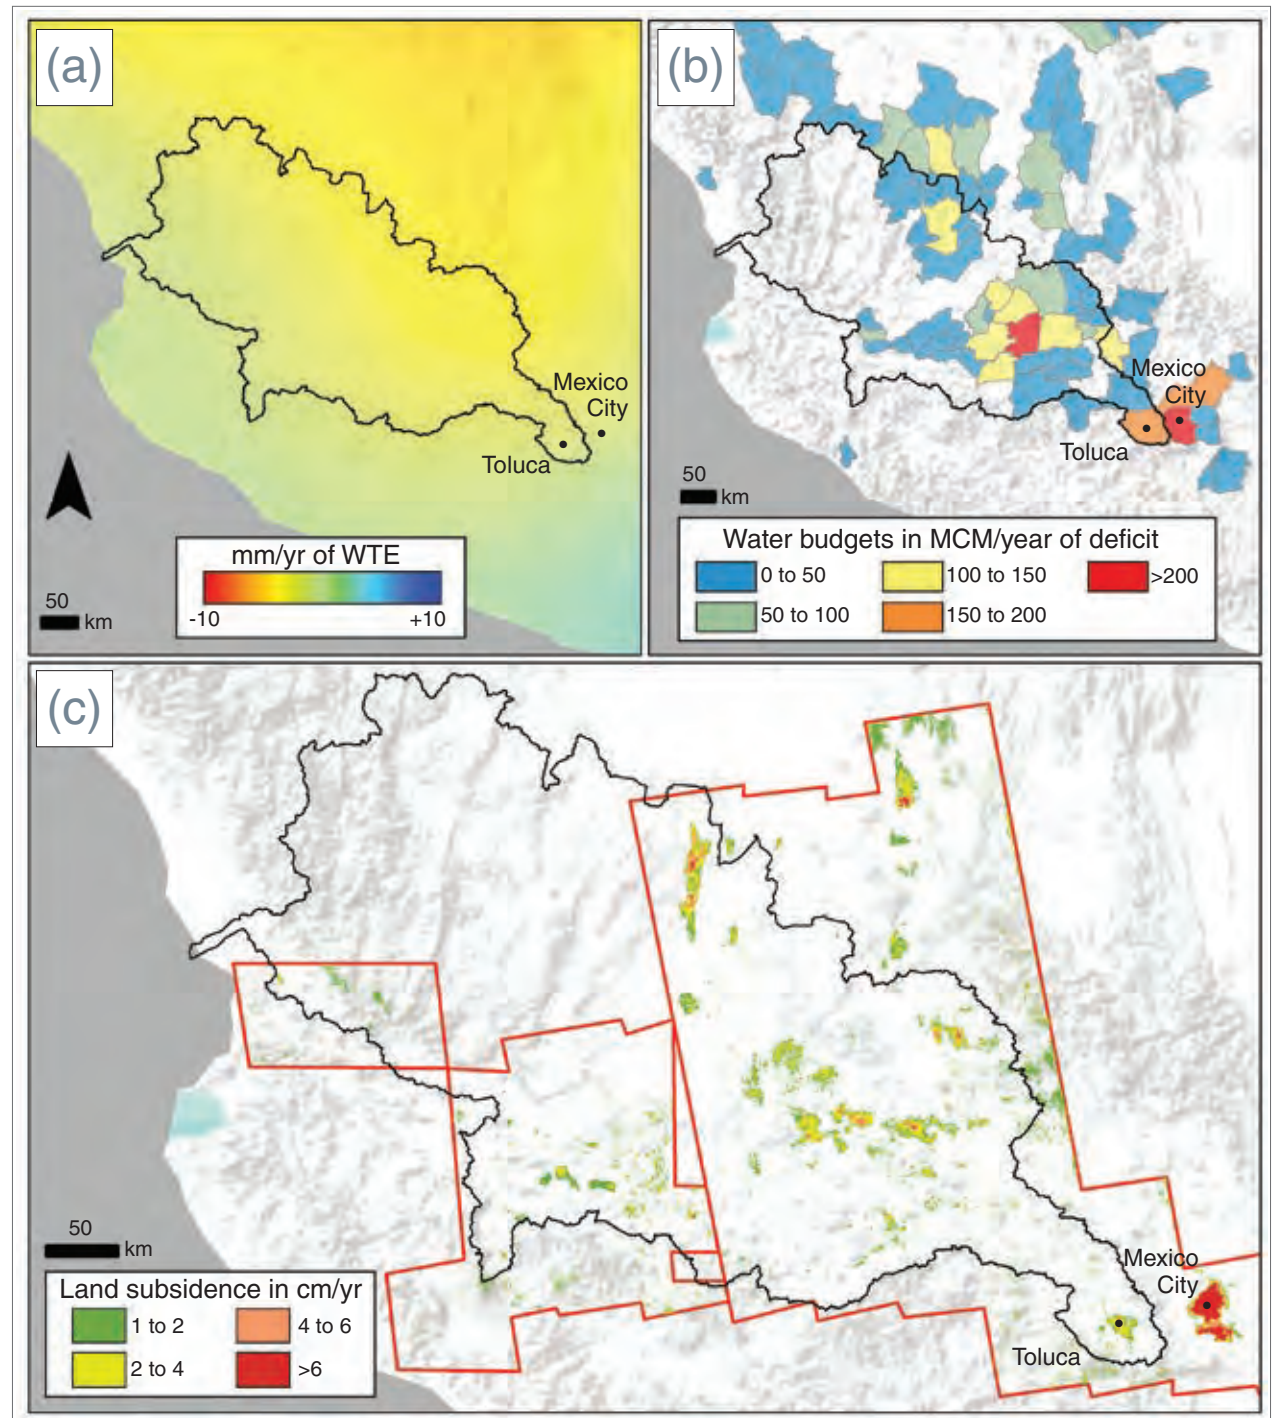 (a)
Mexico
City
Toluca
50
km
mm/yr of WTE
-10
+10
(b)
Mexico
City
Toluca
50
km
Water budgets in MCM/year of deficit
0 to 50
100 to 150
>200
50 to 100
150 to 200
(c)
Mexico
City
Toluca
50
km
Land subsidence in cm/yr
1 to 2
4 to 6
2 to 4
>6